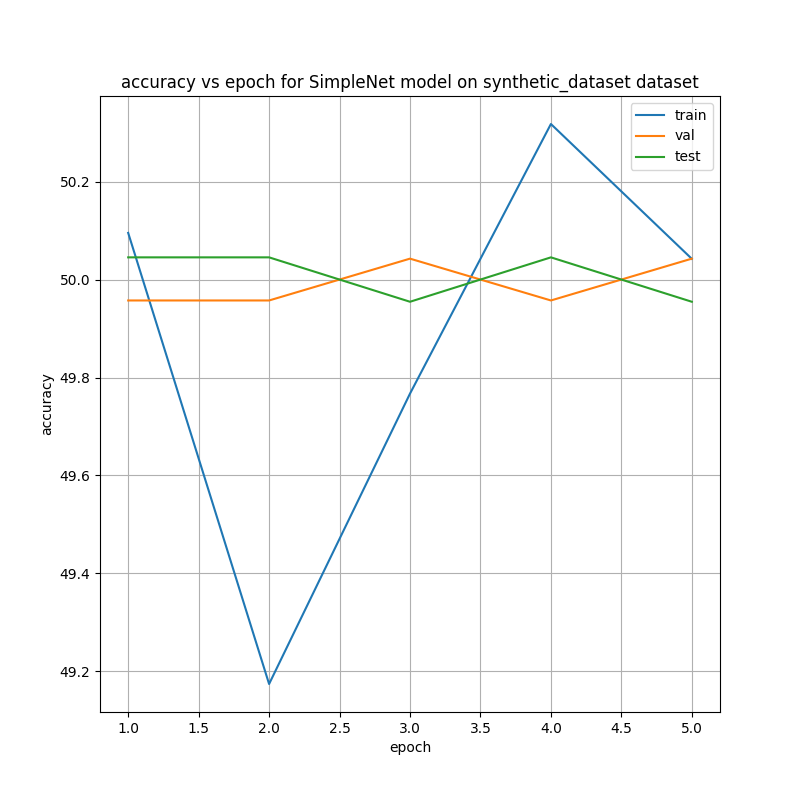 accuracy vs epoch for SimpleNet model on synthetic_dataset dataset
train
val
test
50.2
50.0
49.8
49.6
49.4
49.2
accuracy
1.0 1.5 2.0 2.5 3.0 3.5 4.0 4.5 5.0
epoch